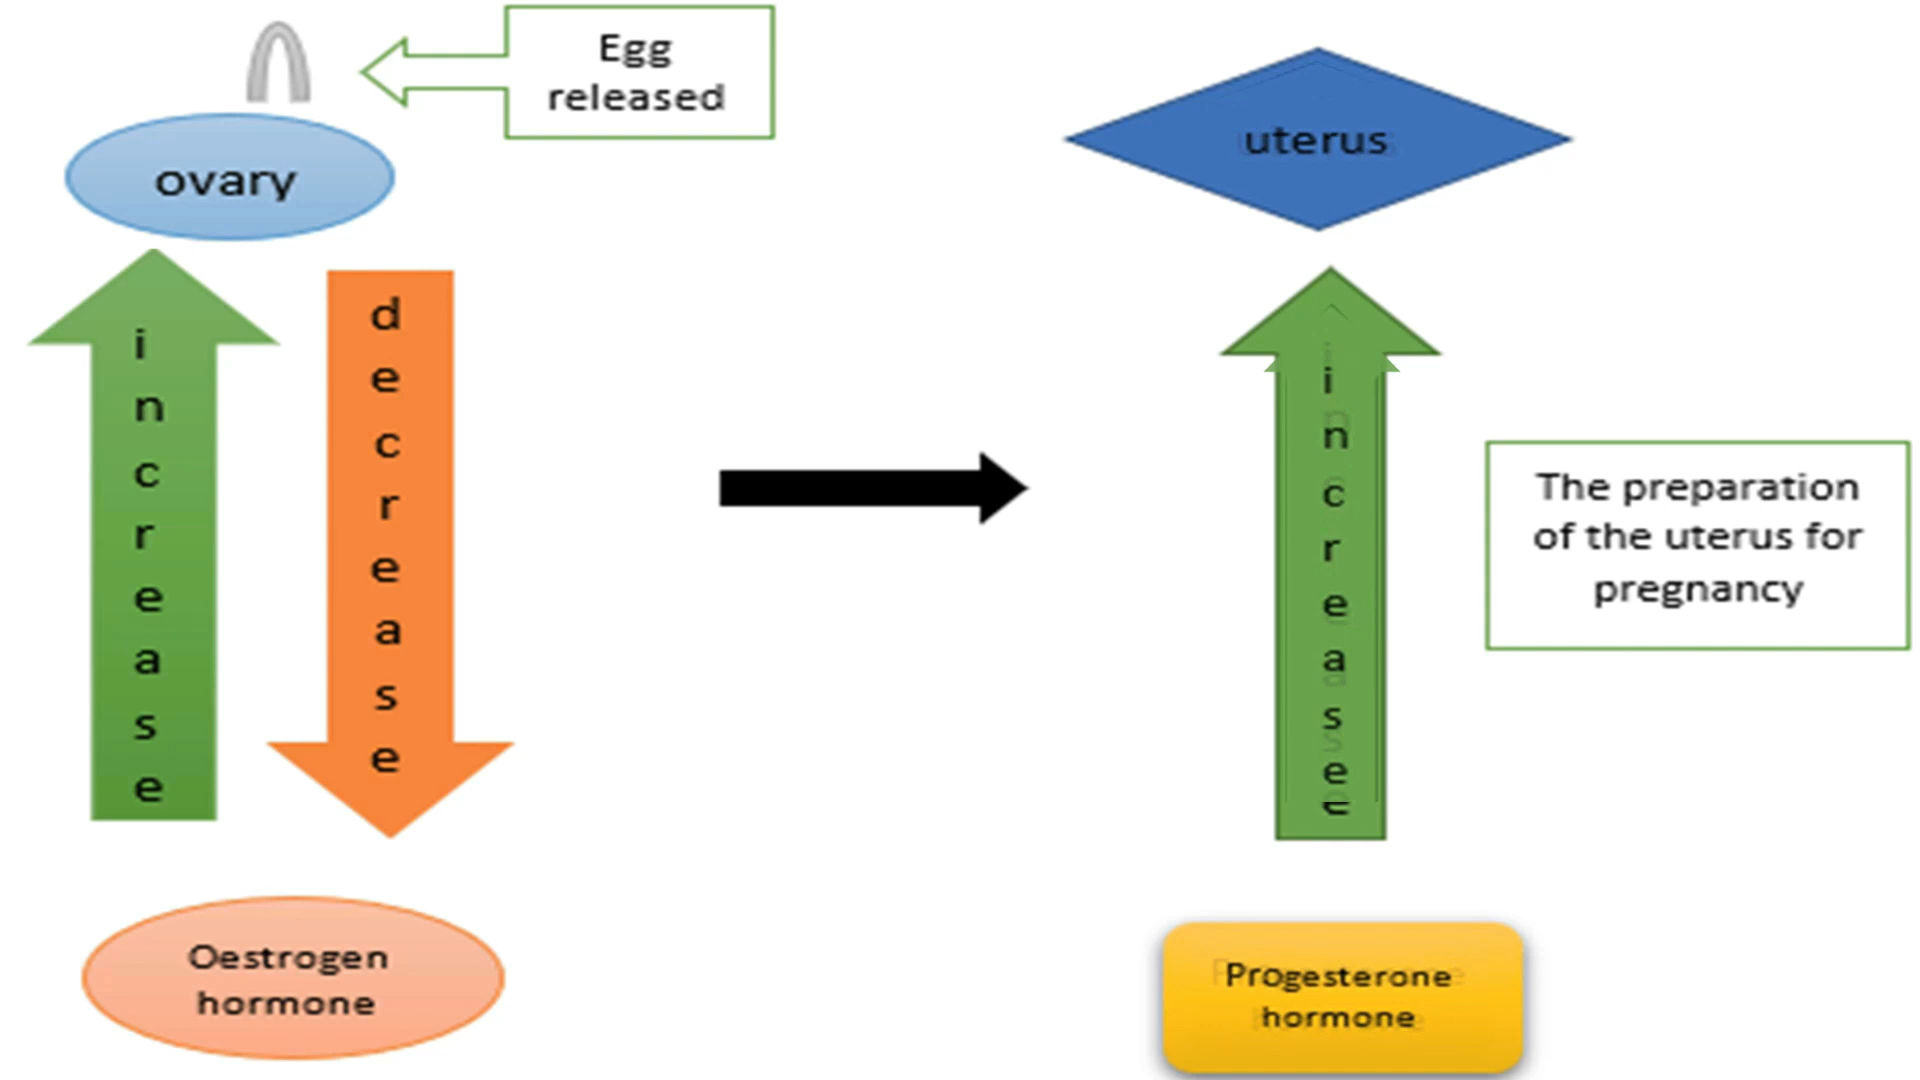 Egg
released
ovary
uterus
increase
decrease
increase
The preparation
of the uterus for
pregnancy
Oestrogen
hormone
Progesterone
hormone